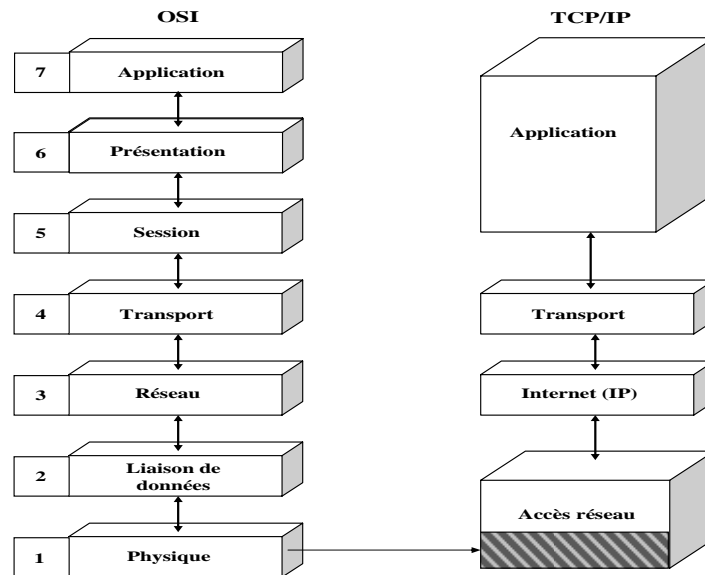 OSI
TCP/IP
7
Application
6
Présentation
5
Session
4
Transport
3
Réseau
2
Liaison de
données
1
Physique
Application
Transport
Internet (IP)
Accès réseau